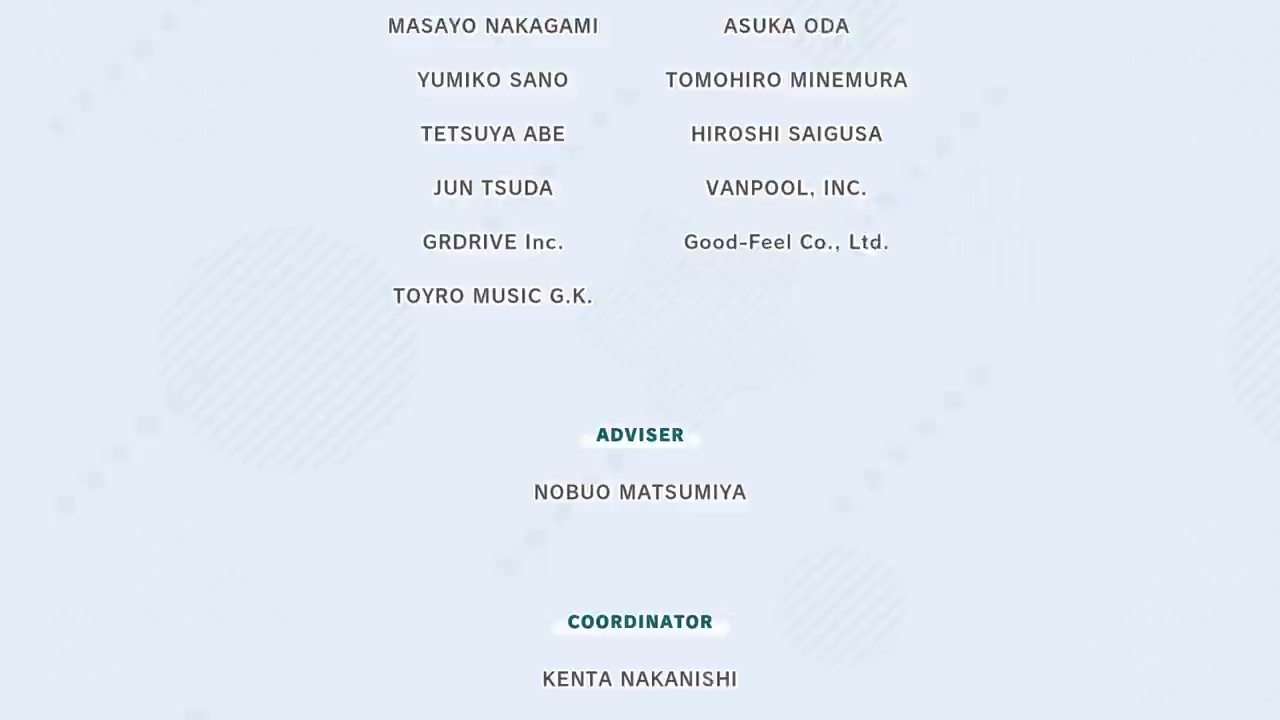 MASAYO NAKAGAMI ASUKA ODA
YUMIKO SANO TOMOHIRO MINEMURA
TETSUYA ABE HIROSHI SAIGUSA
JUN TSUDA VANPOOL, INC.
GRDRIVE Inc. Good-Feel Co., Ltd.
TOYRO MUSIC G.K.
ADVISER
NOBUO MATSUMIYA
COORDINATOR
KENTA NAKANISHI